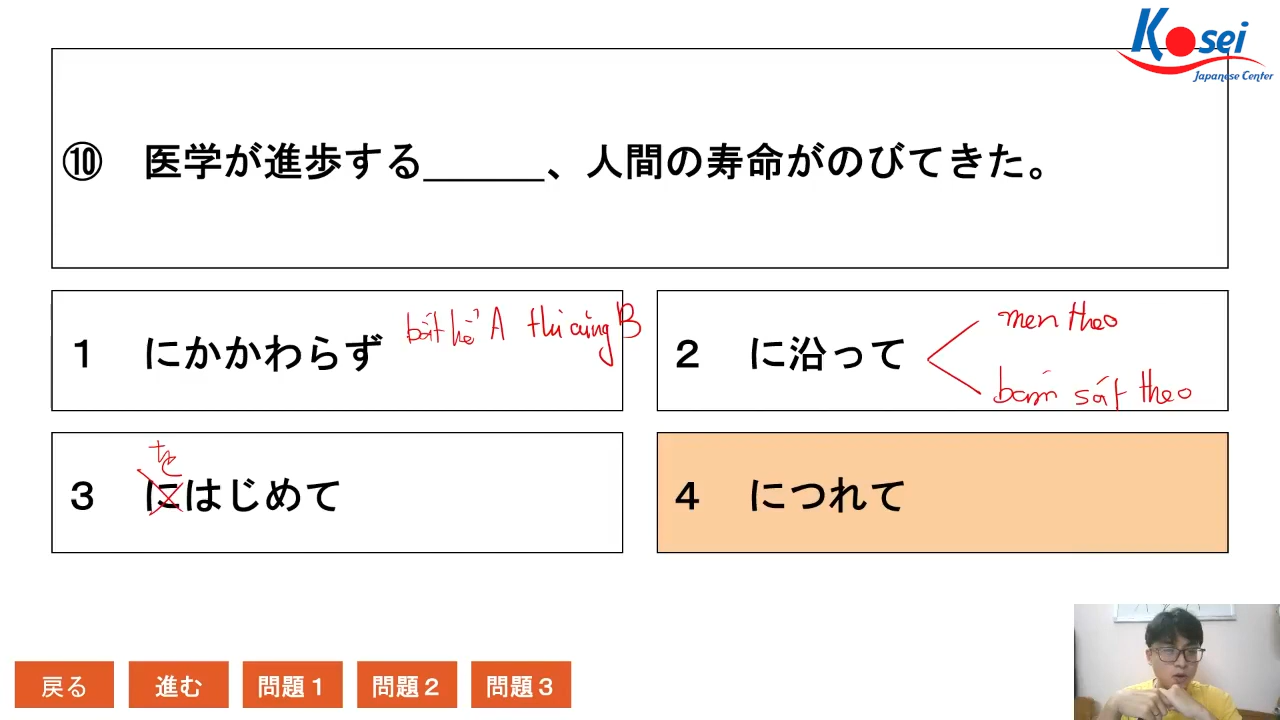 Kosei
Japanese Center
⑩ 医学が進歩する______、人間の寿命がのびてきた。
1 にかかわらず
bất kể A thì cũng B
2 に沿って
men theo
bám sát theo
3 にはじめて
を
4 につれて
戻る
進む
問題1
問題2
問題3